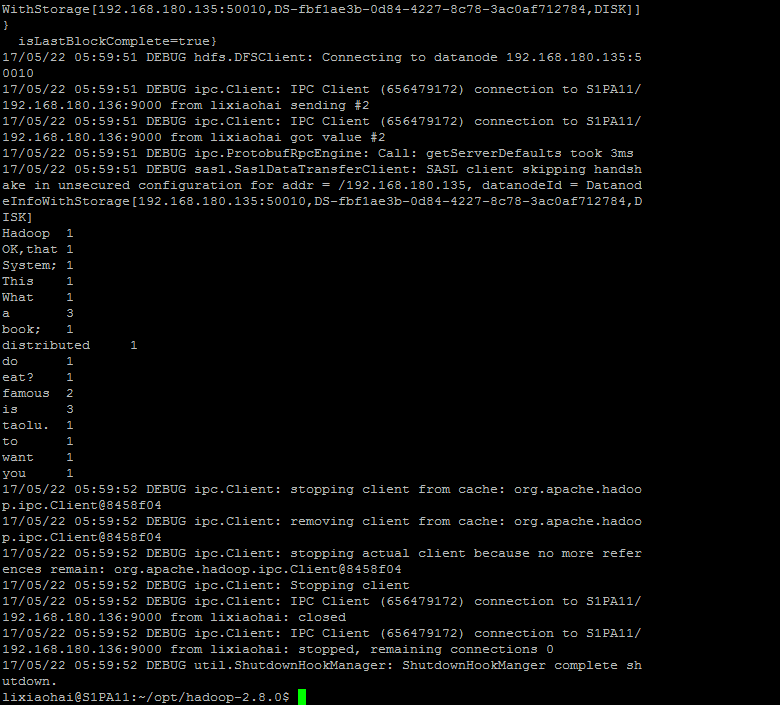 WithStorage[192.168.180.135:50010,DS-fbf1ae3b-0d84-4227-8c78-3ac0af712784,DISK]]
}
  isLastBlockComplete=true}
17/05/22 05:59:51 DEBUG hdfs.DFSClient: Connecting to datanode 192.168.180.135:5
0010
17/05/22 05:59:51 DEBUG ipc.Client: IPC Client (656479172) connection to S1PA11/
192.168.180.136:9000 from lixiaohai sending #2
17/05/22 05:59:51 DEBUG ipc.Client: IPC Client (656479172) connection to S1PA11/
192.168.180.136:9000 from lixiaohai got value #2
17/05/22 05:59:51 DEBUG ipc.ProtobufRpcEngine: Call: getServerDefaults took 3ms
17/05/22 05:59:51 DEBUG sasl.SaslDataTransferClient: SASL client skipping handsh
ake in unsecured configuration for addr = /192.168.180.135, datanodeId = Datanod
eInfoWithStorage[192.168.180.135:50010,DS-fbf1ae3b-0d84-4227-8c78-3ac0af712784,D
ISK]
Hadoop  1
OK,that 1
System; 1
This    1
What    1
a       3
book;   1
distributed     1
do      1
eat?    1
famous  2
is      3
taolu.  1
to      1
want    1
you     1
17/05/22 05:59:52 DEBUG ipc.Client: stopping client from cache: org.apache.hadoo
p.ipc.Client@8458f04
17/05/22 05:59:52 DEBUG ipc.Client: removing client from cache: org.apache.hadoo
p.ipc.Client@8458f04
17/05/22 05:59:52 DEBUG ipc.Client: stopping actual client because no more refer
ences remain: org.apache.hadoop.ipc.Client@8458f04
17/05/22 05:59:52 DEBUG ipc.Client: Stopping client
17/05/22 05:59:52 DEBUG ipc.Client: IPC Client (656479172) connection to S1PA11/
192.168.180.136:9000 from lixiaohai: closed
17/05/22 05:59:52 DEBUG ipc.Client: IPC Client (656479172) connection to S1PA11/
192.168.180.136:9000 from lixiaohai: stopped, remaining connections 0
17/05/22 05:59:52 DEBUG util.ShutdownHookManager: ShutdownHookManger complete sh
utdown.
lixiaohai@S1PA11:~/opt/hadoop-2.8.0$